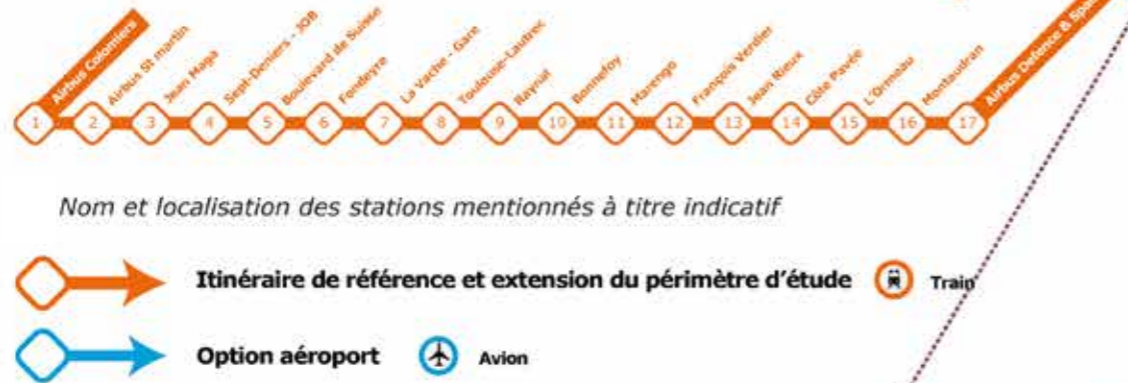 Airbus Colomiers
Airbus St martin
Jean Maga
Sept-Deniers - JOB
Boulevard de Suisse
Fondeyre
La Vache - Gare
Toulouse-Lautrec
Raynal
Bonnefoy
Marengo
François Verdier
Jean Rieux
Côte Pavée
L'Ormeau
Montaudran
Airbus Defence & Space
1 2 3 4 5 6 7 8 9 10 11 12 13 14 15 16 17
Nom et localisation des stations mentionnés à titre indicatif
Itinéraire de référence et extension du périmètre d'étude Train
Option aéroport Avion